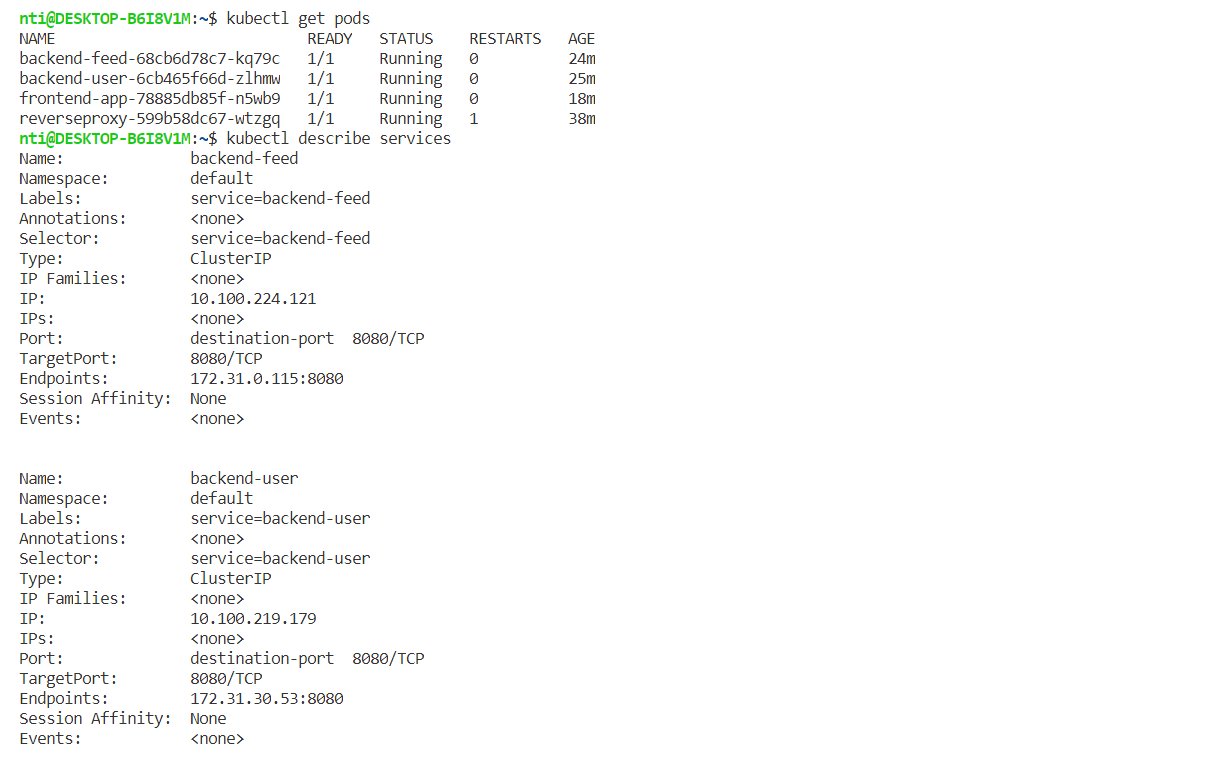 nti@DESKTOP-B6I8V1M:~$ kubectl get pods
NAME                            READY   STATUS    RESTARTS   AGE
backend-feed-68cb6d78c7-kq79c   1/1     Running   0          24m
backend-user-6cb465f66d-zlhmw   1/1     Running   0          25m
frontend-app-78885db85f-n5wb9   1/1     Running   0          18m
reverseproxy-599b58dc67-wtzgq   1/1     Running   1          38m
nti@DESKTOP-B6I8V1M:~$ kubectl describe services
Name:              backend-feed
Namespace:         default
Labels:            service=backend-feed
Annotations:       <none>
Selector:          service=backend-feed
Type:              ClusterIP
IP Families:       <none>
IP:                10.100.224.121
IPs:               <none>
Port:              destination-port  8080/TCP
TargetPort:        8080/TCP
Endpoints:         172.31.0.115:8080
Session Affinity:  None
Events:            <none>
Name:              backend-user
Namespace:         default
Labels:            service=backend-user
Annotations:       <none>
Selector:          service=backend-user
Type:              ClusterIP
IP Families:       <none>
IP:                10.100.219.179
IPs:               <none>
Port:              destination-port  8080/TCP
TargetPort:        8080/TCP
Endpoints:         172.31.30.53:8080
Session Affinity:  None
Events:            <none>